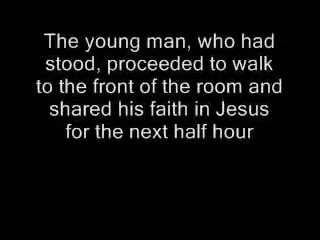 The young man, who had
stood, proceeded to walk
to the front of the room and
shared his faith in Jesus
for the next half hour